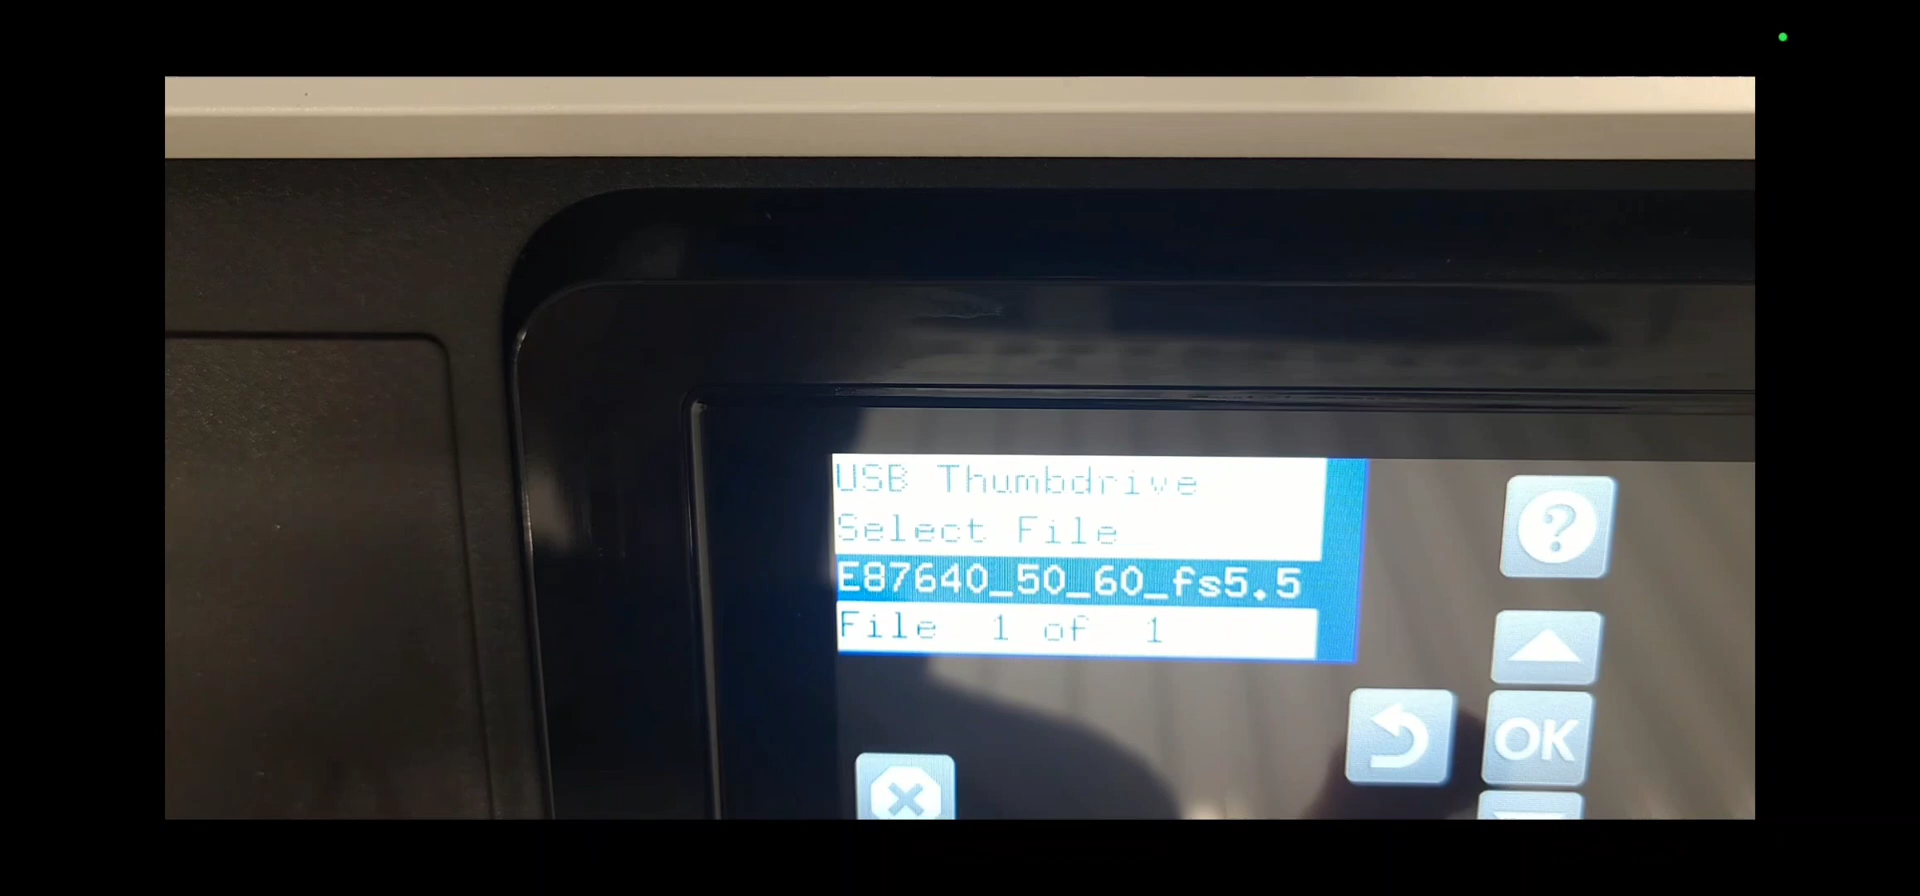 USB Thumbdrive
Select File
E87640_50_60_fs5.5
File 1 of 1
?
OK